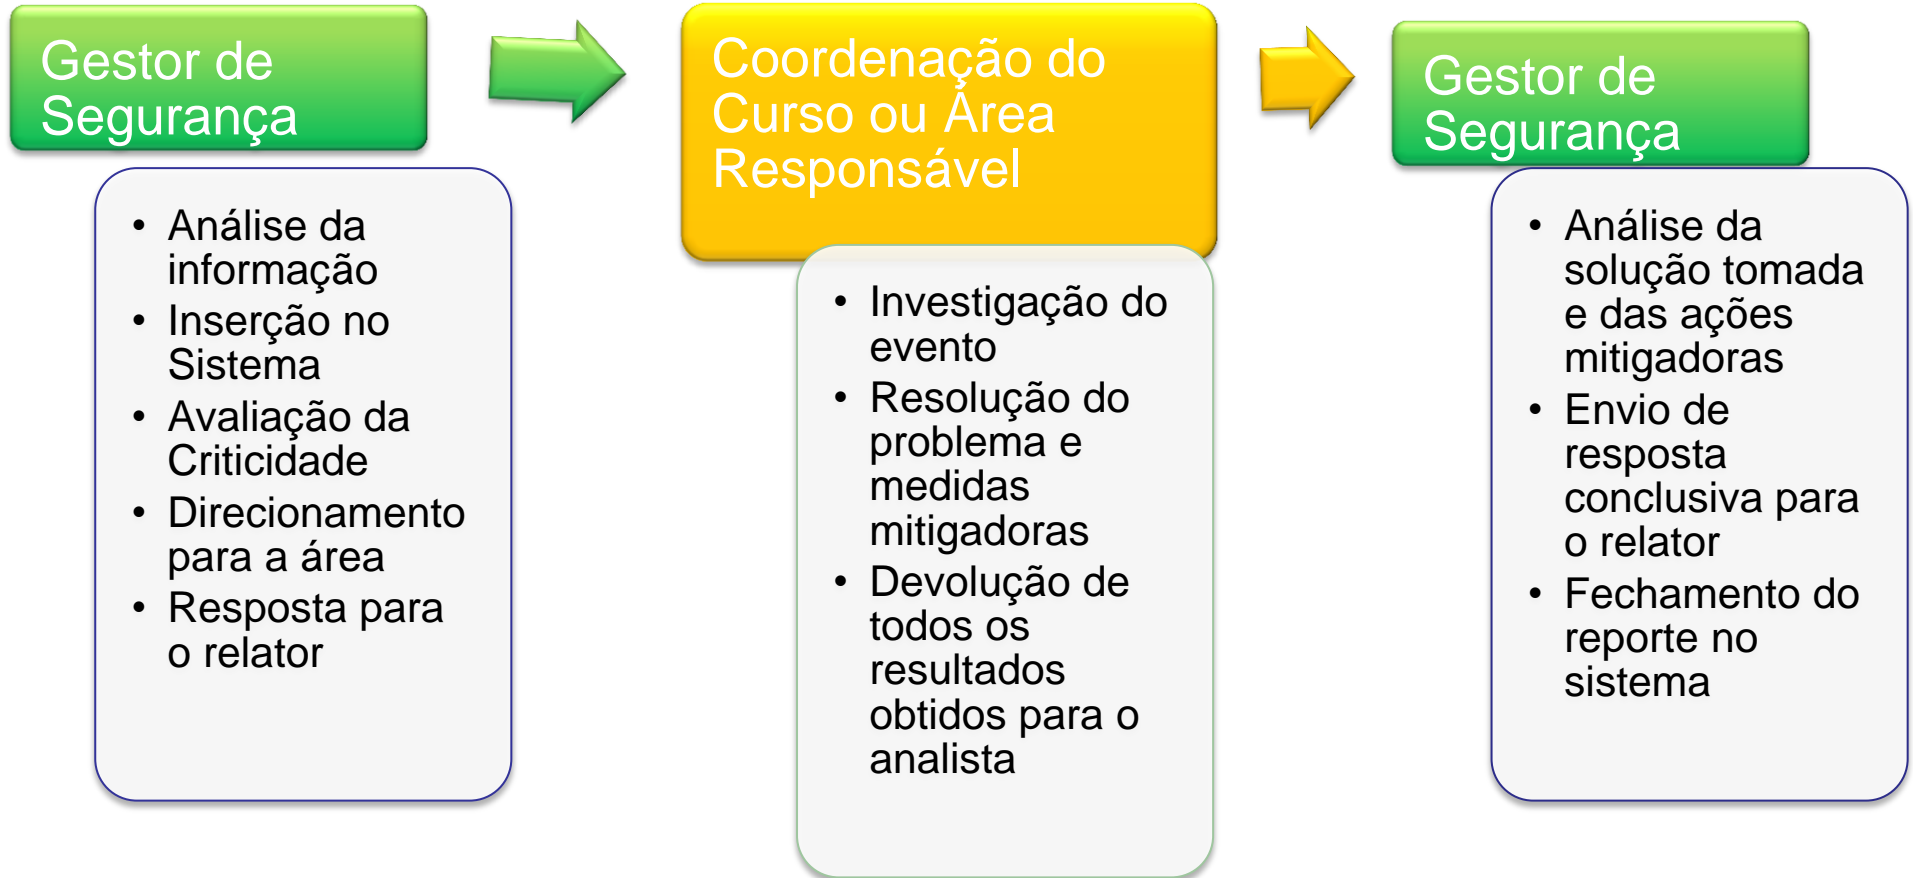 Gestor de
Segurança
• Análise da
informação
• Inserção no
Sistema
• Avaliação da
Criticidade
• Direcionamento
para a área
• Resposta para
o relator
Coordenação do
Curso ou Área
Responsável
• Investigação do
evento
• Resolução do
problema e
medidas
mitigadoras
• Devolução de
todos os
resultados
obtidos para o
analista
Gestor de
Segurança
• Análise da
solução tomada
e das ações
mitigadoras
• Envio de
resposta
conclusiva para
o relator
• Fechamento do
reporte no
sistema